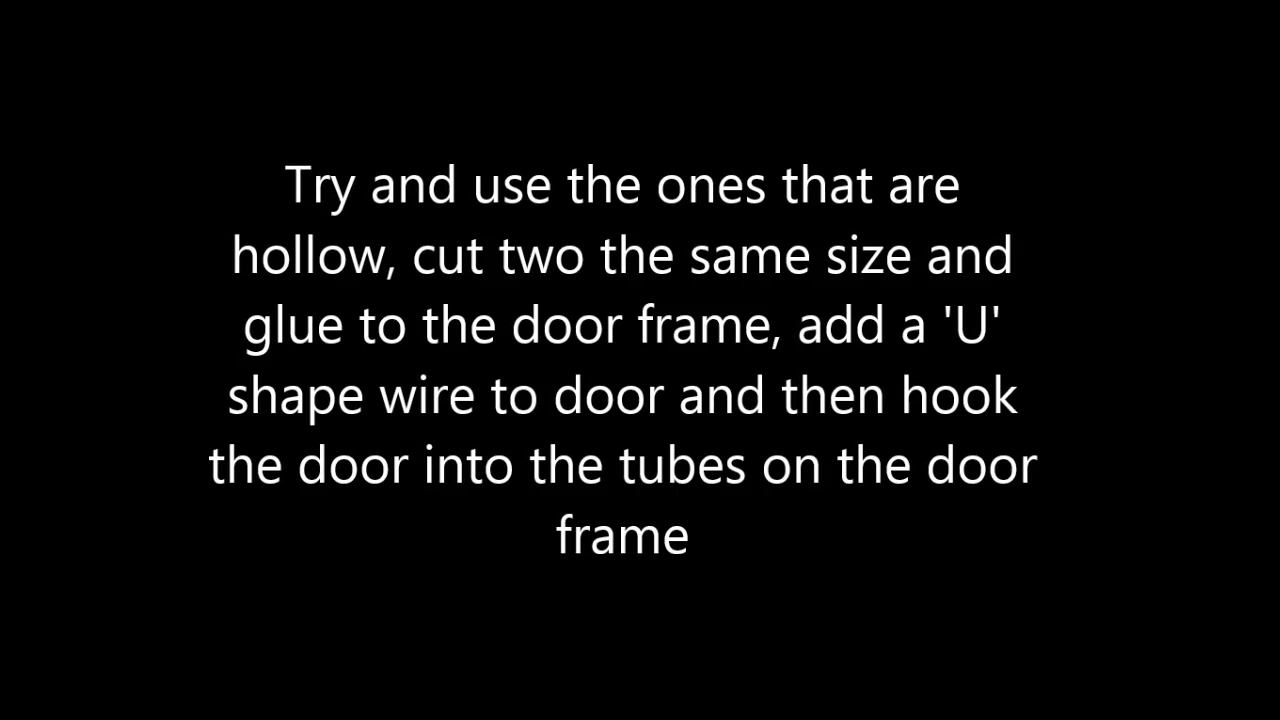 Try and use the ones that are
hollow, cut two the same size and
glue to the door frame, add a 'U'
shape wire to door and then hook
the door into the tubes on the door
frame